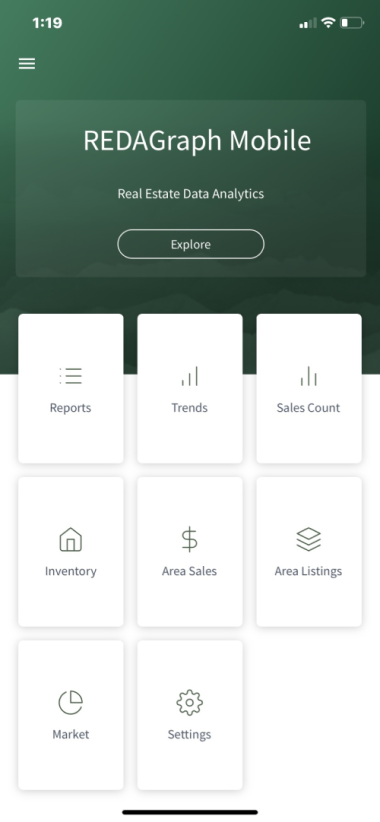 1:19
REDAGraph Mobile
Real Estate Data Analytics
Explore
Reports
Trends
Sales Count
Inventory
Area Sales
Area Listings
Market
Settings